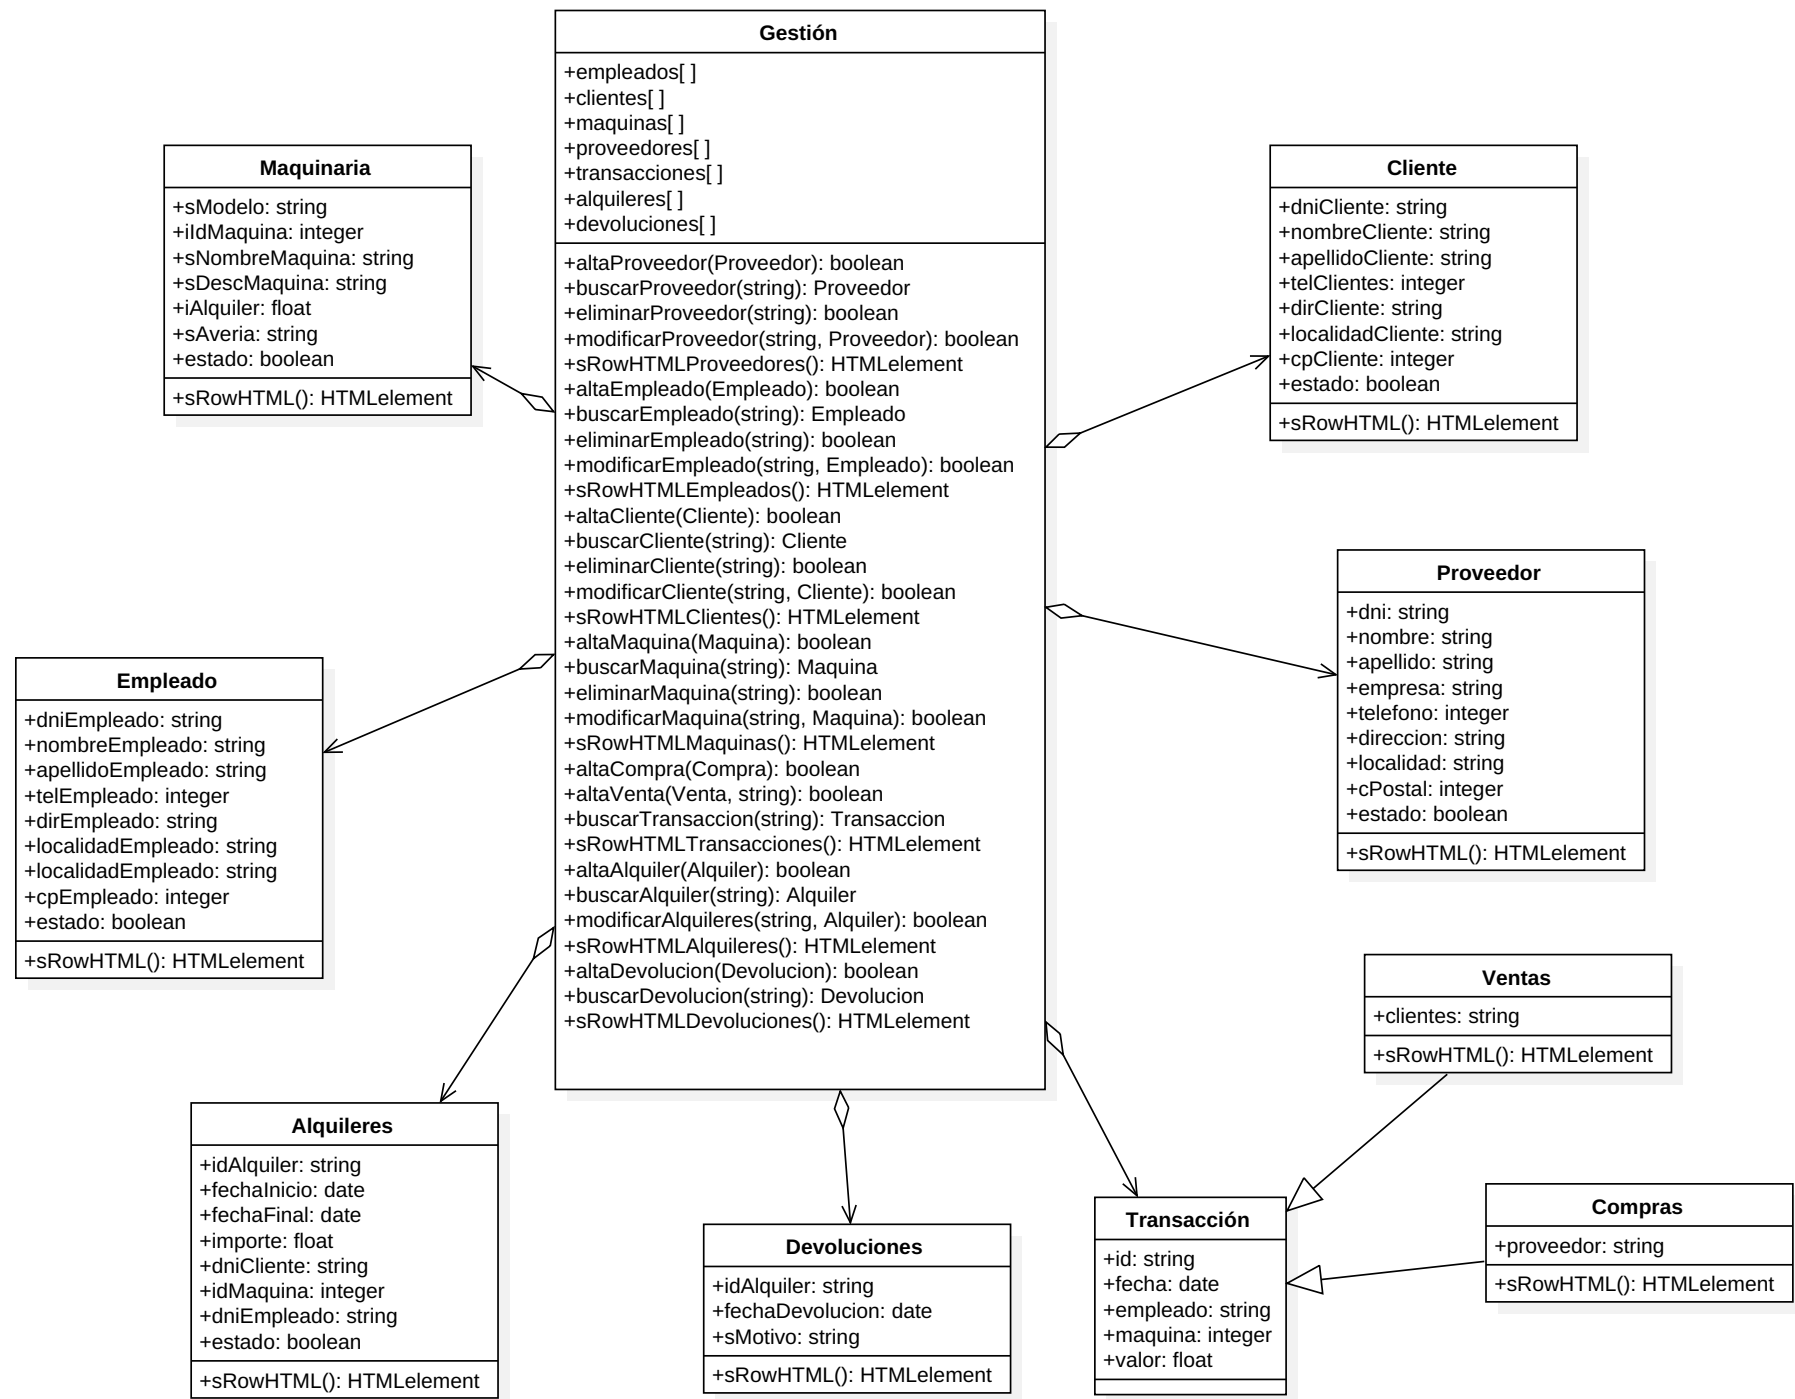 Gestión
+empleados[ ]
+clientes[ ]
+maquinas[ ]
+proveedores[ ]
+transacciones[ ]
+alquileres[ ]
+devoluciones[ ]
+altaProveedor(Proveedor): boolean
+buscarProveedor(string): Proveedor
+eliminarProveedor(string): boolean
+modificarProveedor(string, Proveedor): boolean
+sRowHTMLProveedores(): HTMLelement
+altaEmpleado(Empleado): boolean
+buscarEmpleado(string): Empleado
+eliminarEmpleado(string): boolean
+modificarEmpleado(string, Empleado): boolean
+sRowHTMLEmpleados(): HTMLelement
+altaCliente(Cliente): boolean
+buscarCliente(string): Cliente
+eliminarCliente(string): boolean
+modificarCliente(string, Cliente): boolean
+sRowHTMLClientes(): HTMLelement
+altaMaquina(Maquina): boolean
+buscarMaquina(string): Maquina
+eliminarMaquina(string): boolean
+modificarMaquina(string, Maquina): boolean
+sRowHTMLMaquinas(): HTMLelement
+altaCompra(Compra): boolean
+altaVenta(Venta, string): boolean
+buscarTransaccion(string): Transaccion
+sRowHTMLTransacciones(): HTMLelement
+altaAlquiler(Alquiler): boolean
+buscarAlquiler(string): Alquiler
+modificarAlquileres(string, Alquiler): boolean
+sRowHTMLAlquileres(): HTMLelement
+altaDevolucion(Devolucion): boolean
+buscarDevolucion(string): Devolucion
+sRowHTMLDevoluciones(): HTMLelement
Maquinaria
+sModelo: string
+iIdMaquina: integer
+sNombreMaquina: string
+sDescMaquina: string
+iAlquiler: float
+sAveria: string
+estado: boolean
+sRowHTML(): HTMLelement
Cliente
+dniCliente: string
+nombreCliente: string
+apellidoCliente: string
+telClientes: integer
+dirCliente: string
+localidadCliente: string
+cpCliente: integer
+estado: boolean
+sRowHTML(): HTMLelement
Proveedor
+dni: string
+nombre: string
+apellido: string
+empresa: string
+telefono: integer
+direccion: string
+localidad: string
+cPostal: integer
+estado: boolean
+sRowHTML(): HTMLelement
Empleado
+dniEmpleado: string
+nombreEmpleado: string
+apellidoEmpleado: string
+telEmpleado: integer
+dirEmpleado: string
+localidadEmpleado: string
+localidadEmpleado: string
+cpEmpleado: integer
+estado: boolean
+sRowHTML(): HTMLelement
Ventas
+clientes: string
+sRowHTML(): HTMLelement
Alquileres
+idAlquiler: string
+fechaInicio: date
+fechaFinal: date
+importe: float
+dniCliente: string
+idMaquina: integer
+dniEmpleado: string
+estado: boolean
+sRowHTML(): HTMLelement
Devoluciones
+idAlquiler: string
+fechaDevolucion: date
+sMotivo: string
+sRowHTML(): HTMLelement
Transacción
+id: string
+fecha: date
+empleado: string
+maquina: integer
+valor: float
Compras
+proveedor: string
+sRowHTML(): HTMLelement